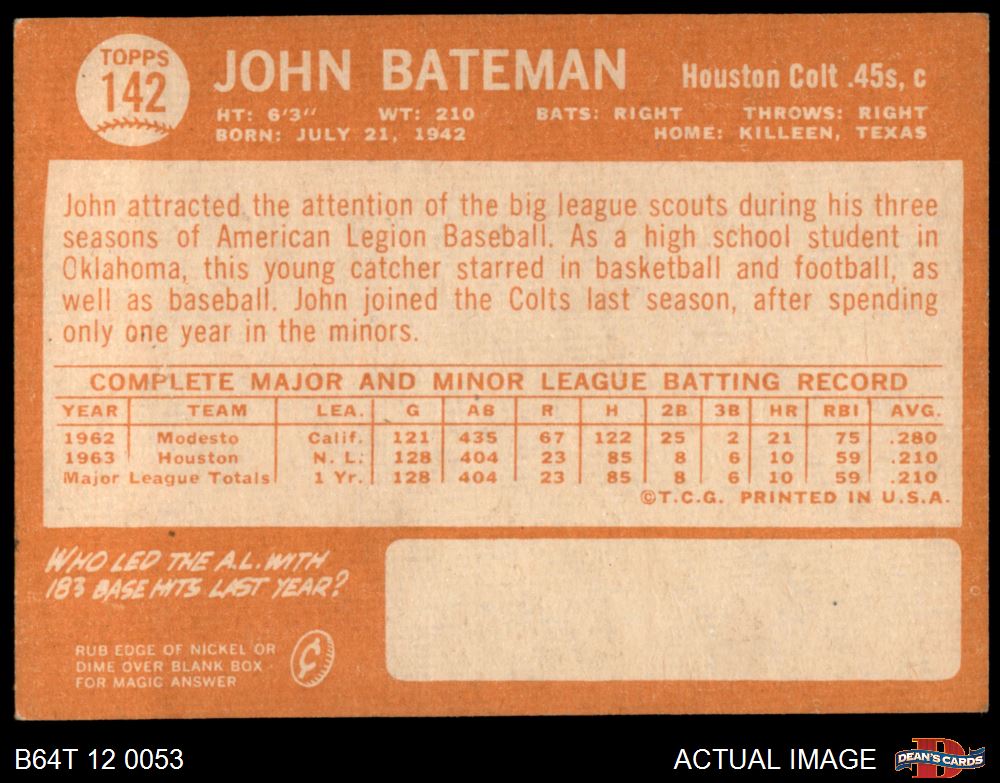 TOPPS
142
JOHN BATEMAN
Houston Colt .45s, c
HT: 6'3" WT: 210 BATS: RIGHT THROWS: RIGHT
BORN: JULY 21, 1942 HOME: KILLEEN, TEXAS
John attracted the attention of the big league scouts during his three
seasons of American Legion Baseball. As a high school student in
Oklahoma, this young catcher starred in basketball and football, as
well as baseball. John joined the Colts last season, after spending
only one year in the minors.
COMPLETE MAJOR AND MINOR LEAGUE BATTING RECORD
YEAR TEAM LEA. G AB R H 2B 3B HR RBI AVG.
1962 Modesto Calif. 121 435 67 122 25 2 21 75 .280
1963 Houston N. L. 128 404 23 85 8 6 10 59 .210
Major League Totals 1 Yr. 128 404 23 85 8 6 10 59 .210
©T.C.G. PRINTED IN U.S.A.
WHO LED THE A.L. WITH
183 BASE HITS LAST YEAR?
RUB EDGE OF NICKEL OR
DIME OVER BLANK BOX
FOR MAGIC ANSWER
¢
B64T 12 0053
ACTUAL IMAGE
D
DEAN'S CARDS